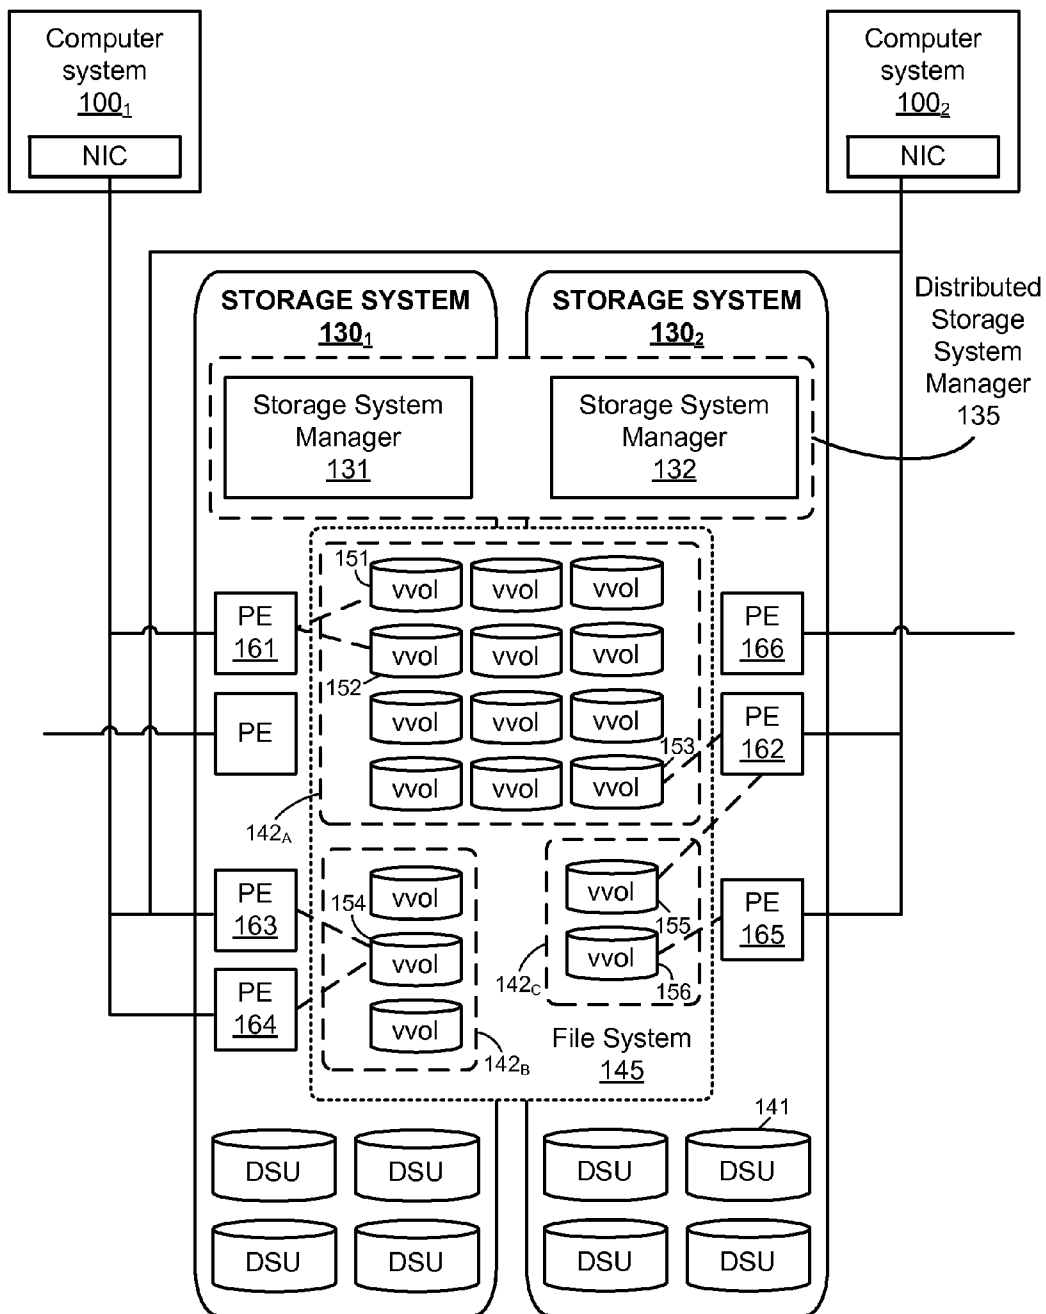 Computer
system
100₁
NIC
Computer
system
100₂
NIC
STORAGE SYSTEM
130₁
STORAGE SYSTEM
130₂
Distributed
Storage
System
Manager
135
Storage System
Manager
131
Storage System
Manager
132
151
vvol vvol vvol
PE
161
PE
166
vvol vvol vvol
152
PE
vvol vvol vvol
153
PE
162
vvol vvol vvol
142A
PE
163
154
vvol
vvol
155
PE
165
vvol
vvol
142C
156
PE
164
vvol
142B
File System
145
141
DSU DSU DSU DSU
DSU DSU DSU DSU